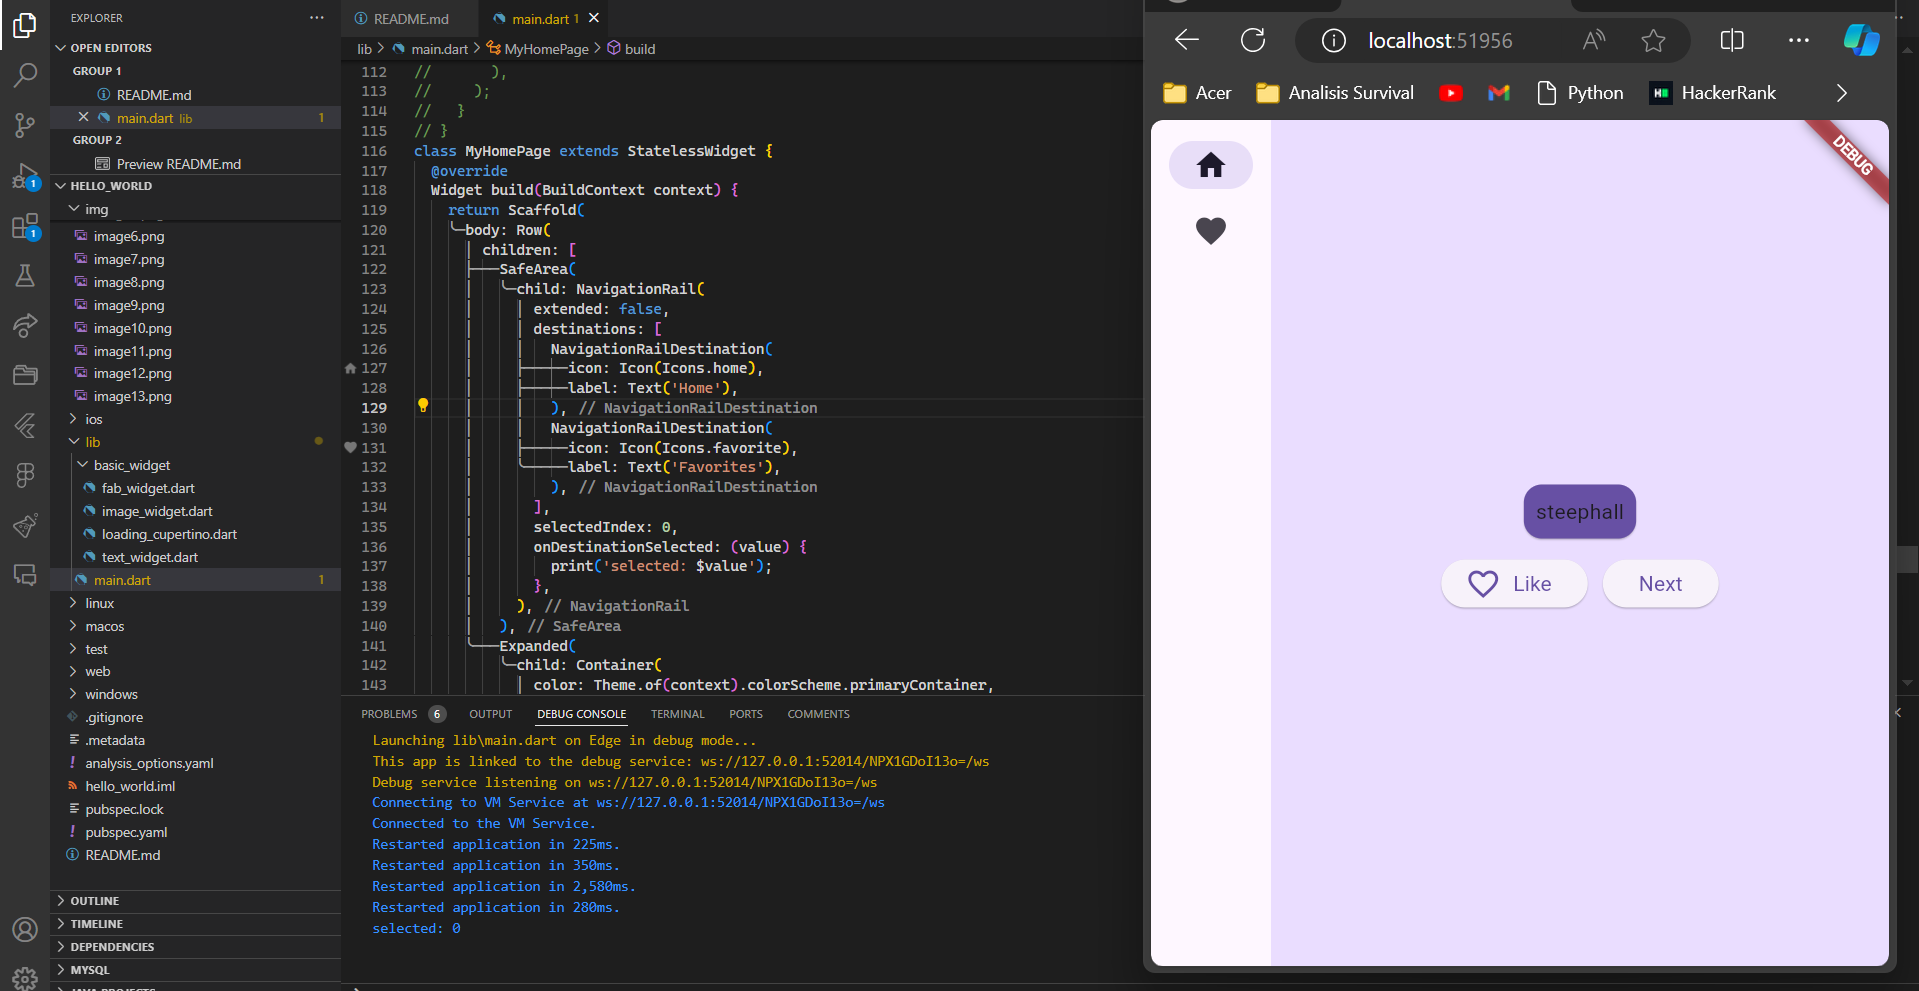 EXPLORER
OPEN EDITORS
GROUP 1
README.md
main.dart lib 1
GROUP 2
Preview README.md
HELLO_WORLD
img
image6.png
image7.png
image8.png
image9.png
image10.png
image11.png
image12.png
image13.png
ios
lib
basic_widget
fab_widget.dart
image_widget.dart
loading_cupertino.dart
text_widget.dart
main.dart 1
linux
macos
test
web
windows
.gitignore
.metadata
analysis_options.yaml
hello_world.iml
pubspec.lock
pubspec.yaml
README.md
OUTLINE
TIMELINE
DEPENDENCIES
MYSQL
JAVA PROJECTS
1
1
README.md
main.dart 1
lib > main.dart > MyHomePage > build
112 // ),
113 // );
114 // }
115 // }
116 class MyHomePage extends StatelessWidget {
117 @override
118 Widget build(BuildContext context) {
119 return Scaffold(
120 body: Row(
121 children: [
122 SafeArea(
123 child: NavigationRail(
124 extended: false,
125 destinations: [
126 NavigationRailDestination(
127 icon: Icon(Icons.home),
128 label: Text('Home'),
129 ), // NavigationRailDestination
130 NavigationRailDestination(
131 icon: Icon(Icons.favorite),
132 label: Text('Favorites'),
133 ), // NavigationRailDestination
134 ],
135 selectedIndex: 0,
136 onDestinationSelected: (value) {
137 print('selected: $value');
138 },
139 ), // NavigationRail
140 ), // SafeArea
141 Expanded(
142 child: Container(
143 color: Theme.of(context).colorScheme.primaryContainer,
PROBLEMS 6 OUTPUT DEBUG CONSOLE TERMINAL PORTS COMMENTS
Launching lib\main.dart on Edge in debug mode...
This app is linked to the debug service: ws://127.0.0.1:52014/NPX1GDoI13o=/ws
Debug service listening on ws://127.0.0.1:52014/NPX1GDoI13o=/ws
Connecting to VM Service at ws://127.0.0.1:52014/NPX1GDoI13o=/ws
Connected to the VM Service.
Restarted application in 225ms.
Restarted application in 350ms.
Restarted application in 2,580ms.
Restarted application in 280ms.
selected: 0
localhost:51956
Acer Analisis Survival Python HackerRank
DEBUG
steephall
Like Next